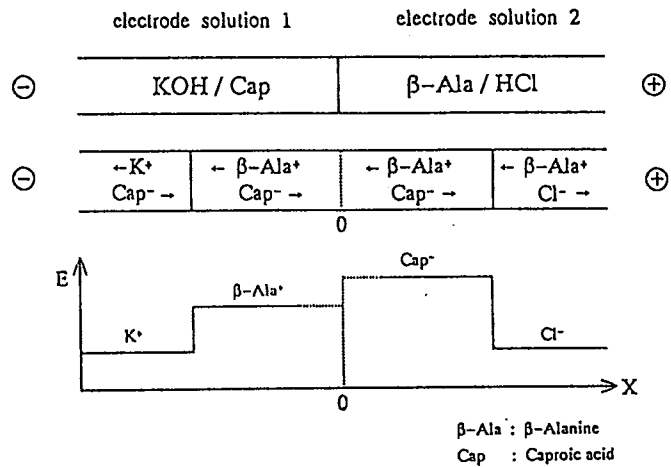 electrode solution 1 electrode solution 2
⊖ KOH / Cap β-Ala / HCl ⊕
⊖ ←K⁺ ← β-Ala⁺ ← β-Ala⁺ ← β-Ala⁺ ⊕
Cap⁻ → Cap⁻ → Cap⁻ → Cl⁻ →
0
E
Cap⁻
β-Ala⁺
K⁺ Cl⁻
X
0
β-Ala : β-Alanine
Cap : Caproic acid